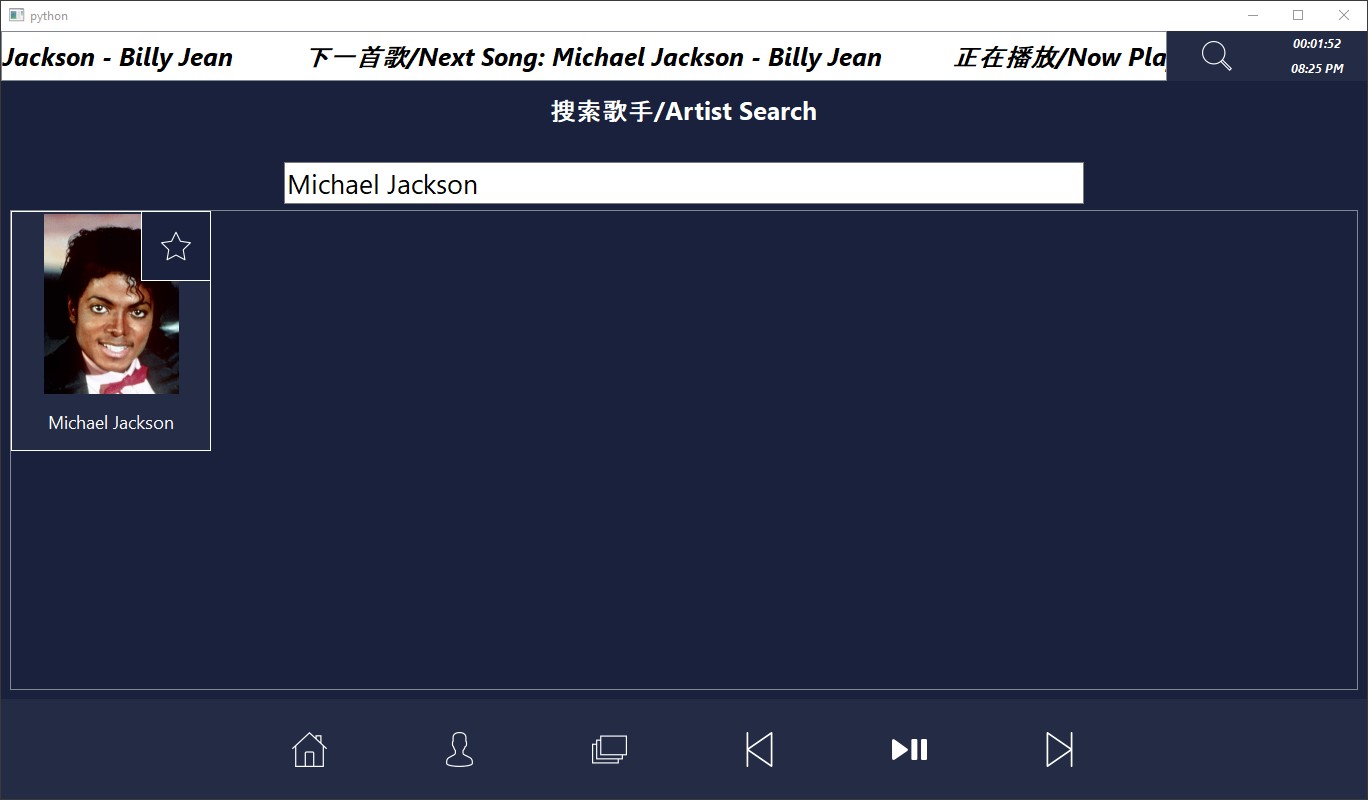 python
Jackson - Billy Jean 下一首歌/Next Song: Michael Jackson - Billy Jean 正在播放/Now Pla
00:01:52
08:25 PM
搜索歌手/Artist Search
Michael Jackson
Michael Jackson